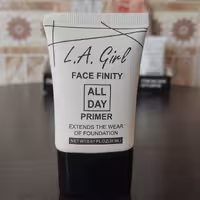 L.A. Girl
FACE FINITY
ALL
DAY
PRIMER
EXTENDS THE WEAR
OF FOUNDATION